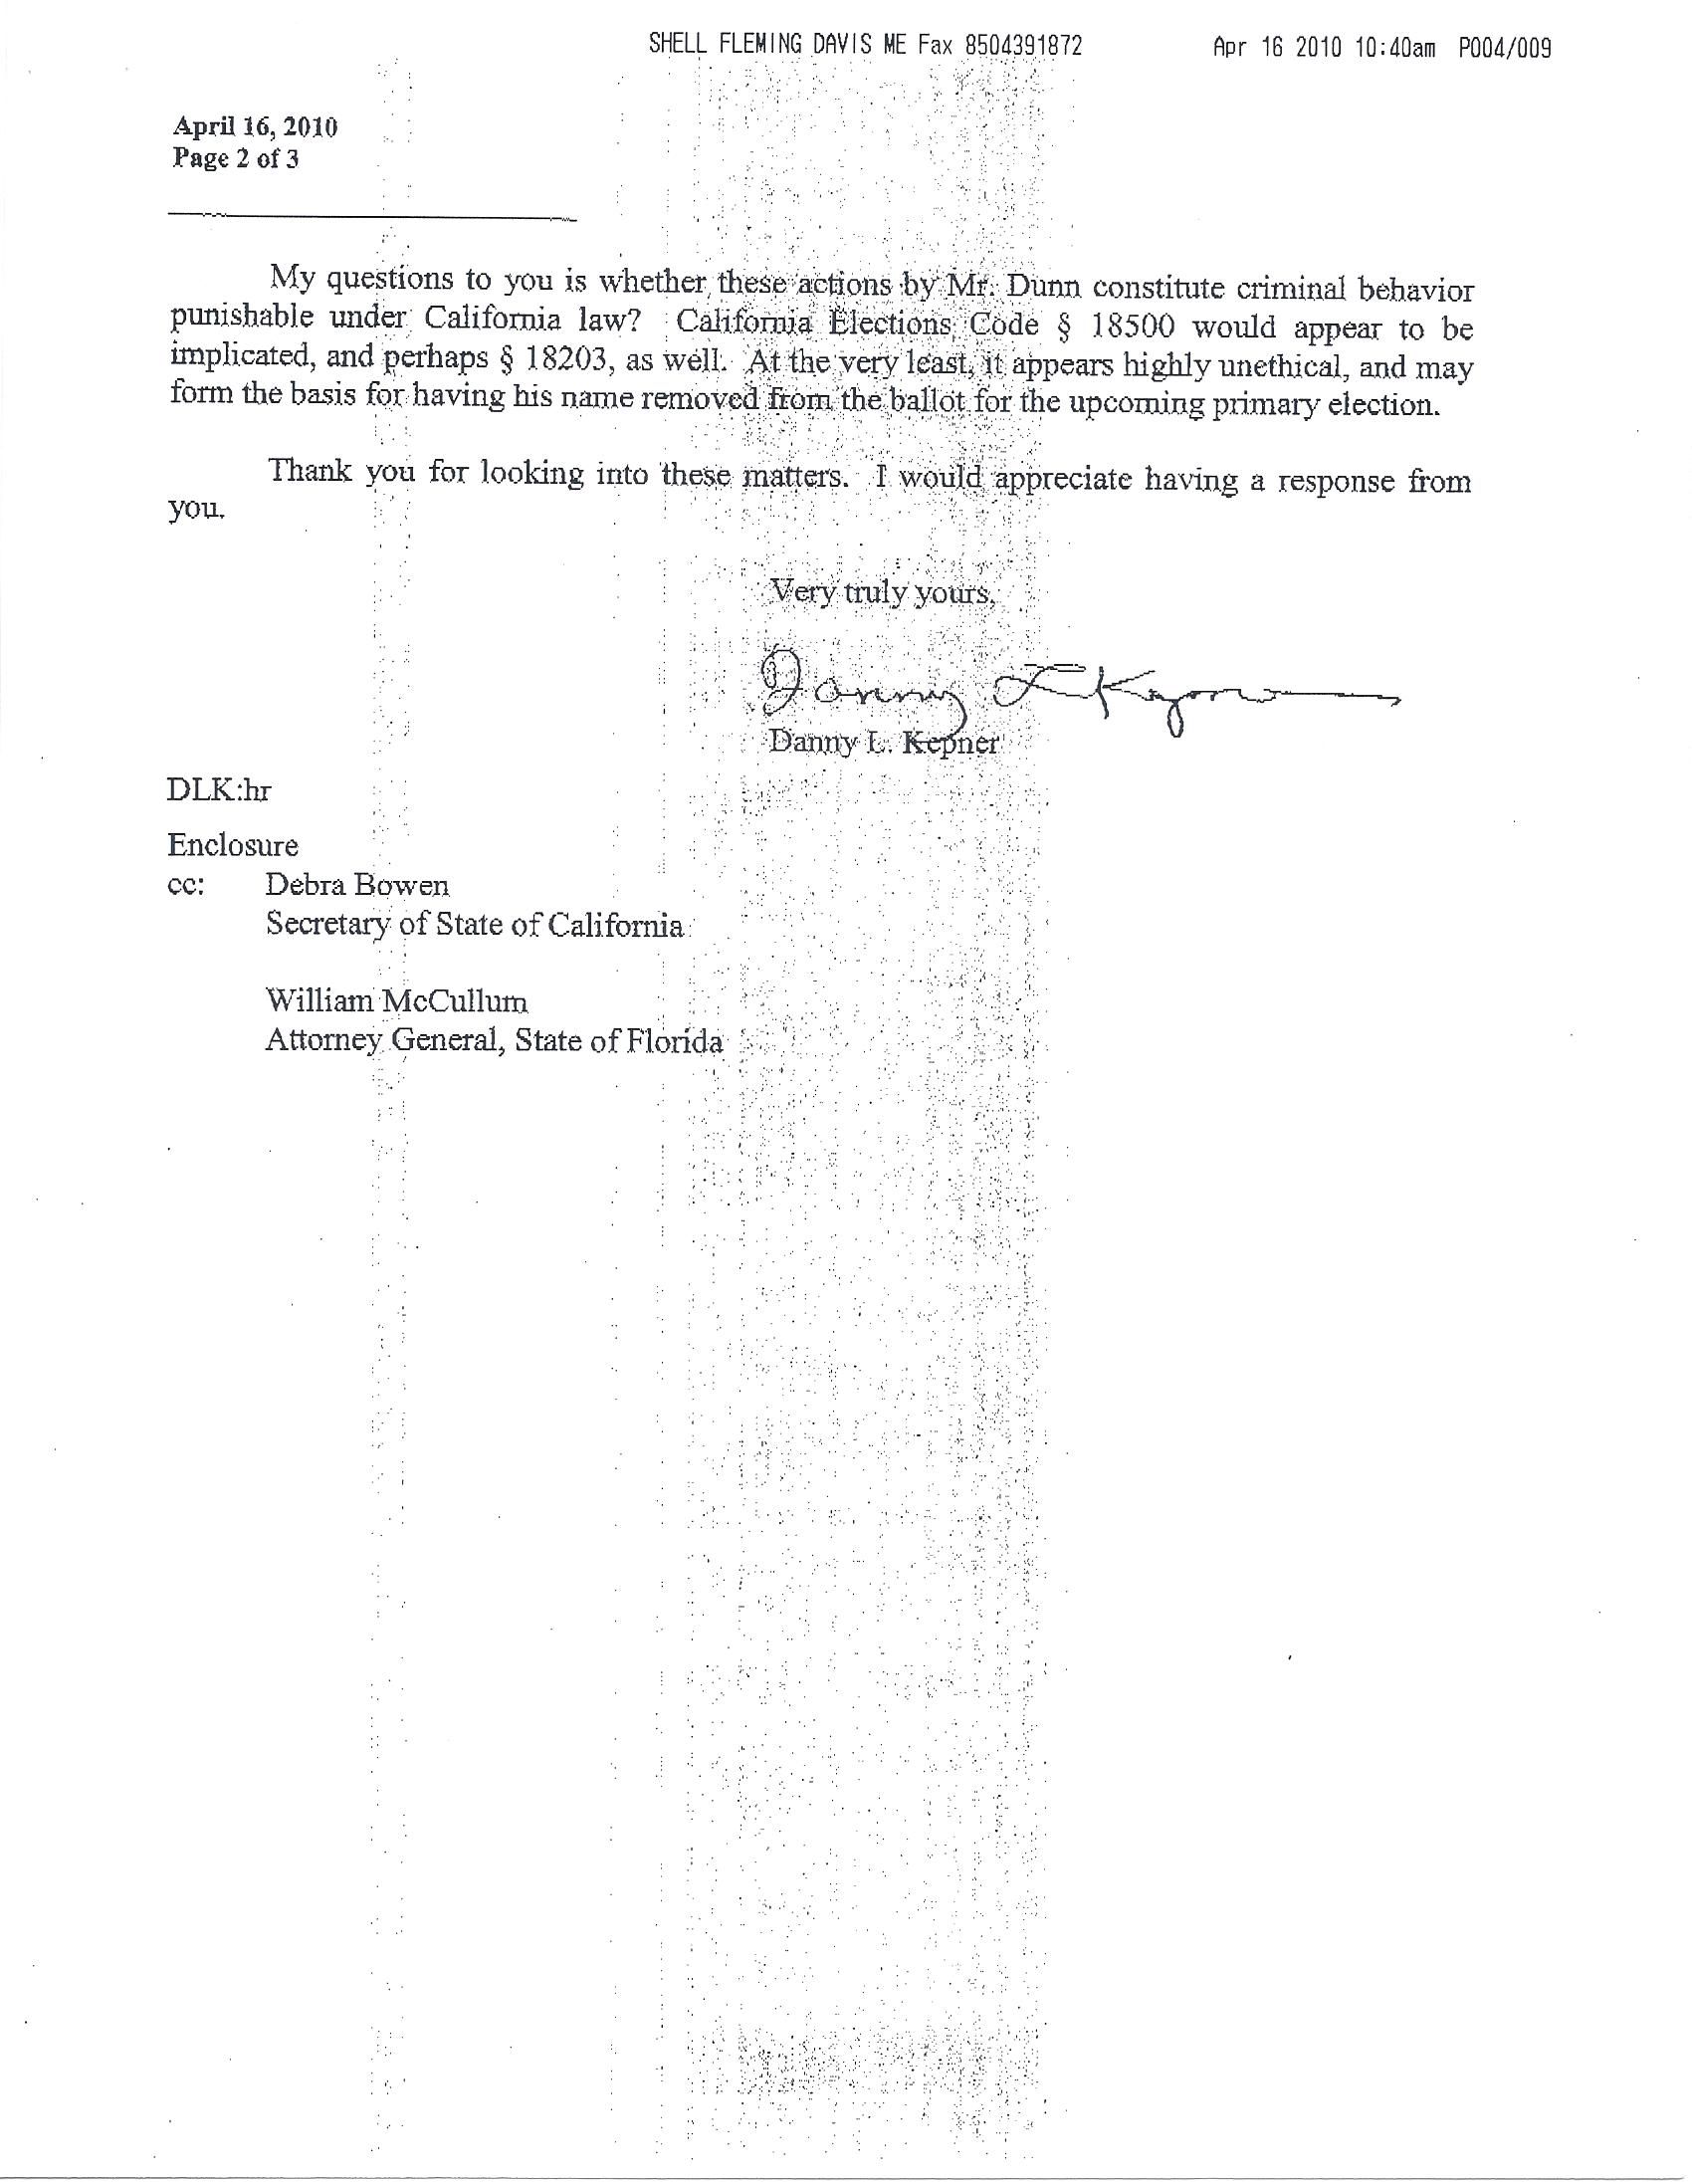 SHELL FLEMING DAVIS ME Fax 8504391872 Apr 16 2010 10:40am P004/009
April 16, 2010
Page 2 of 3
My questions to you is whether these actions by Mr. Dunn constitute criminal behavior
punishable under California law? California Elections Code § 18500 would appear to be
implicated, and perhaps § 18203, as well. At the very least, it appears highly unethical, and may
form the basis for having his name removed from the ballot for the upcoming primary election.
Thank you for looking into these matters. I would appreciate having a response from
you.
Very truly yours,
Danny L Kepner
Danny L. Kepner
DLK:hr
Enclosure
cc: Debra Bowen
Secretary of State of California
William McCullum
Attorney General, State of Florida